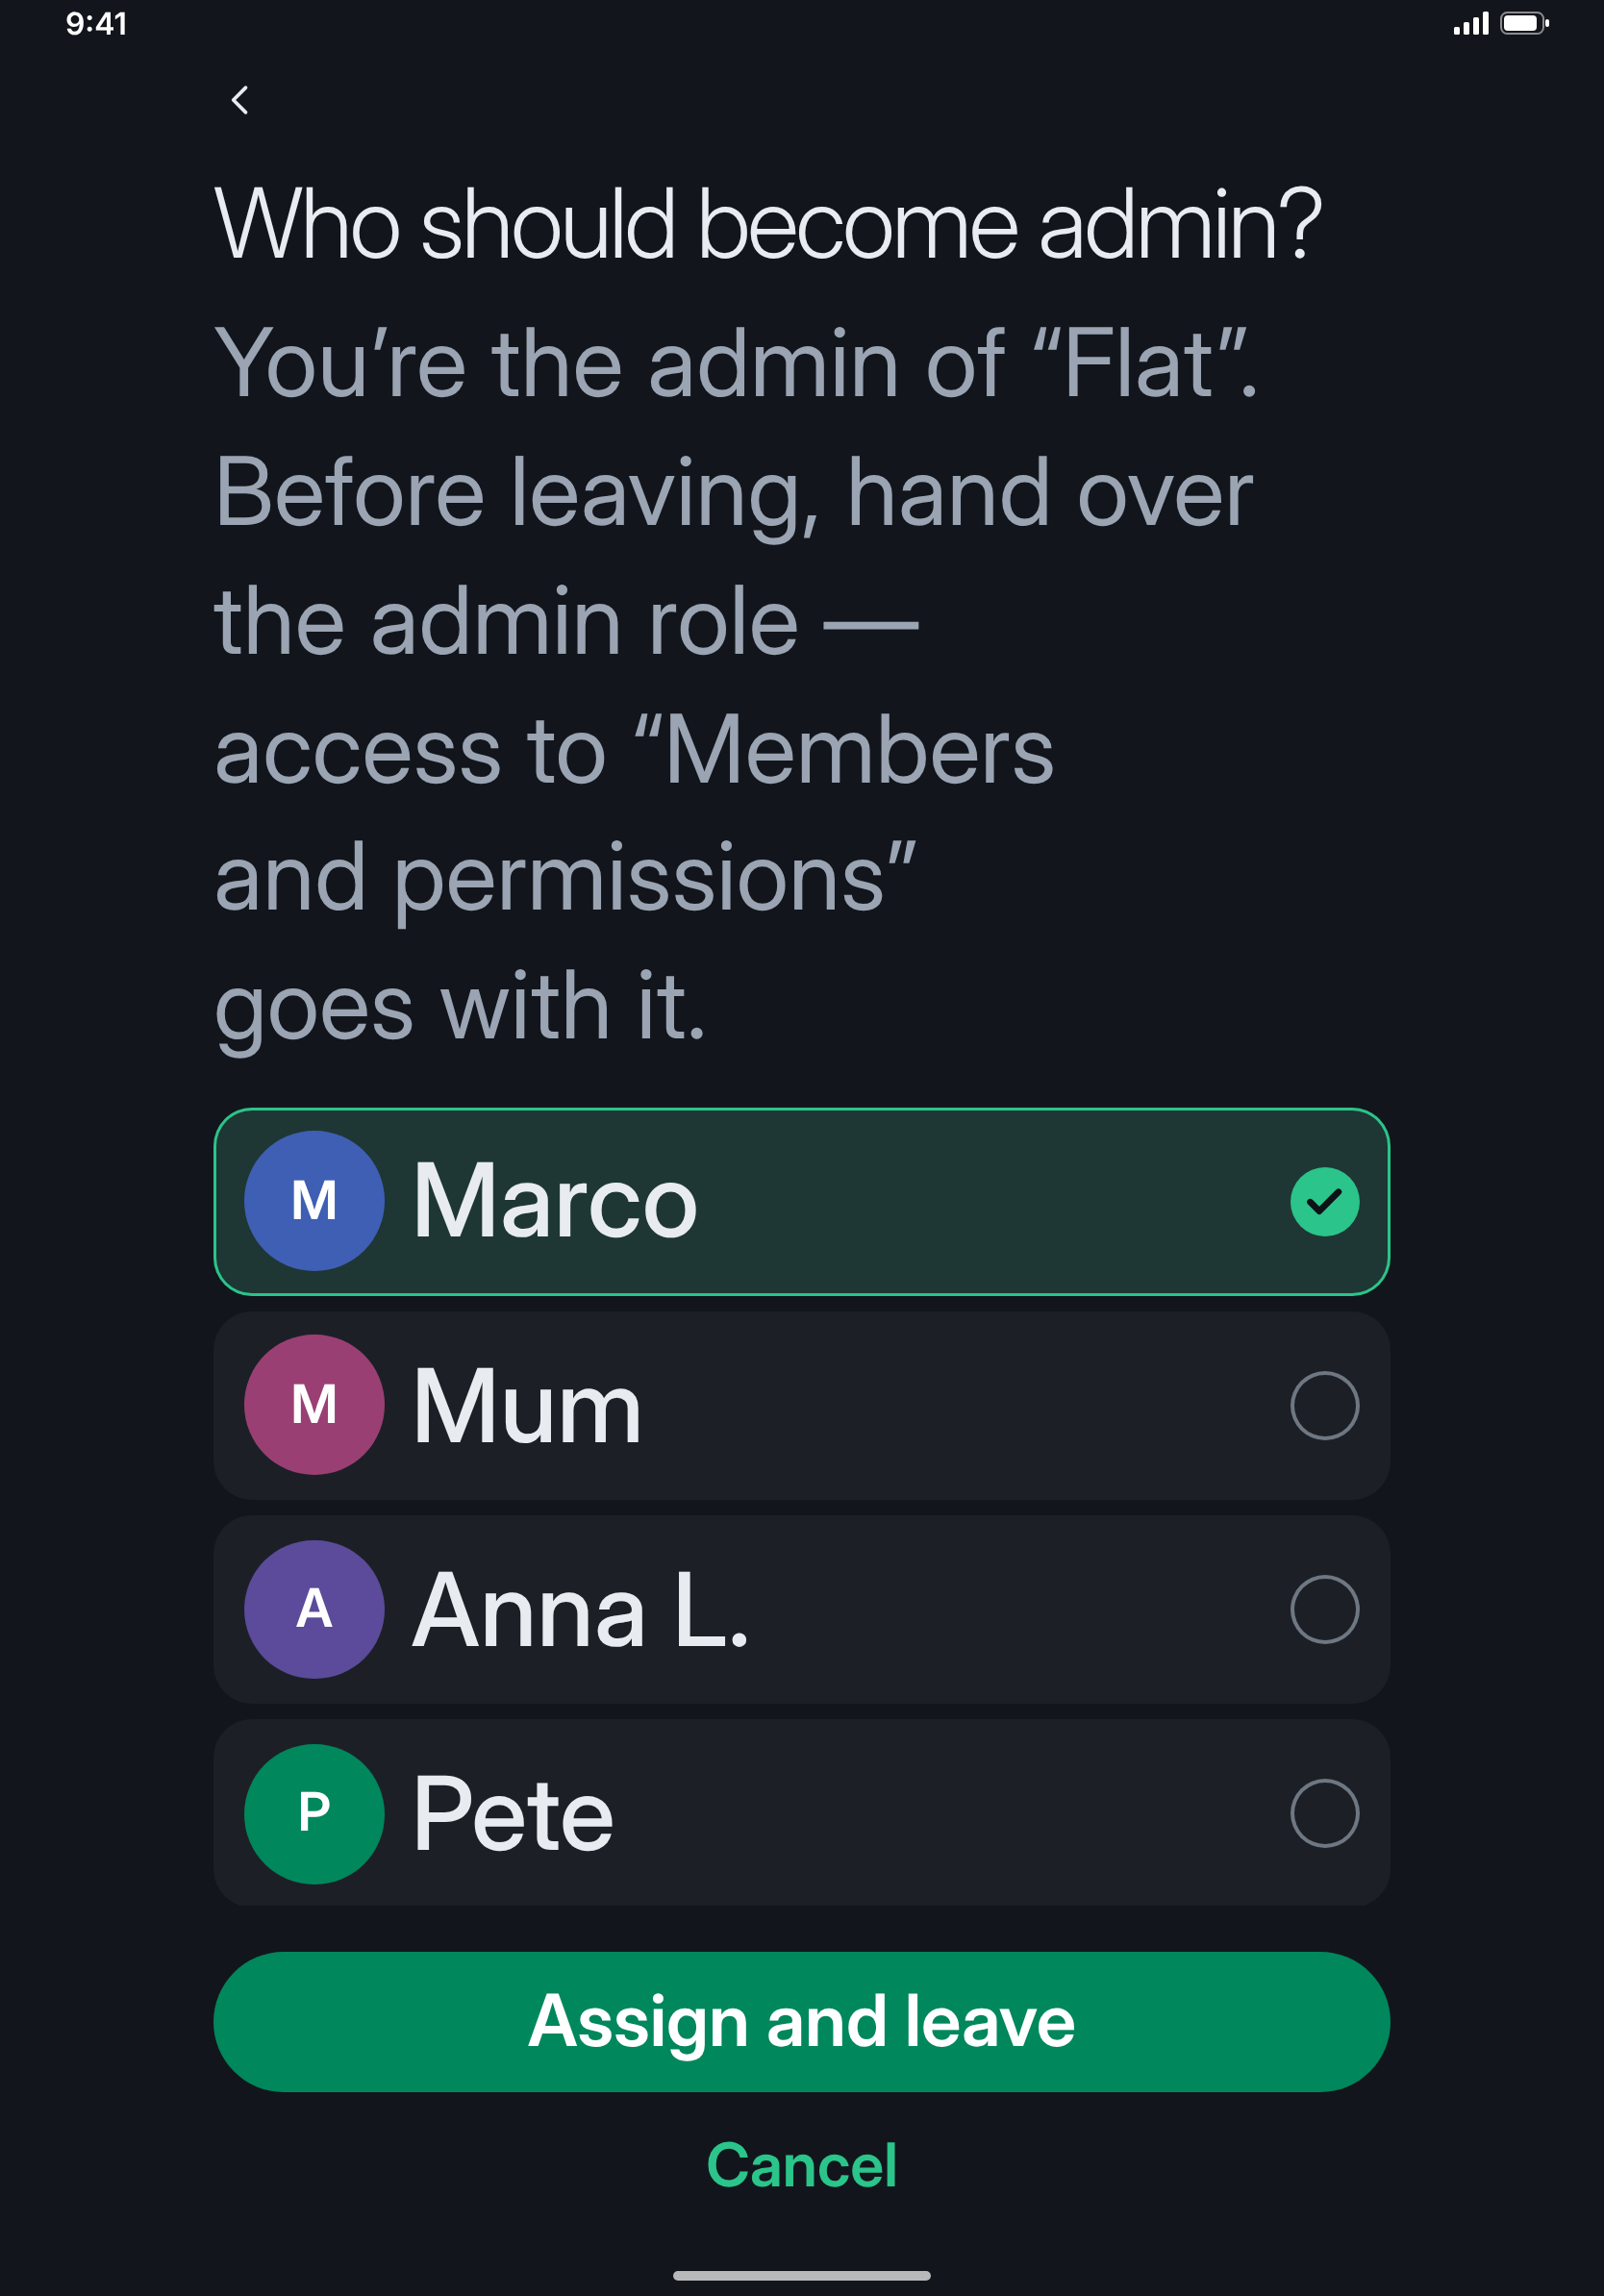 9:41
Who should become admin?
You’re the admin of “Flat”.
Before leaving, hand over
the admin role —
access to “Members
and permissions”
goes with it.
M Marco
M Mum
A Anna L.
P Pete
Assign and leave
Cancel